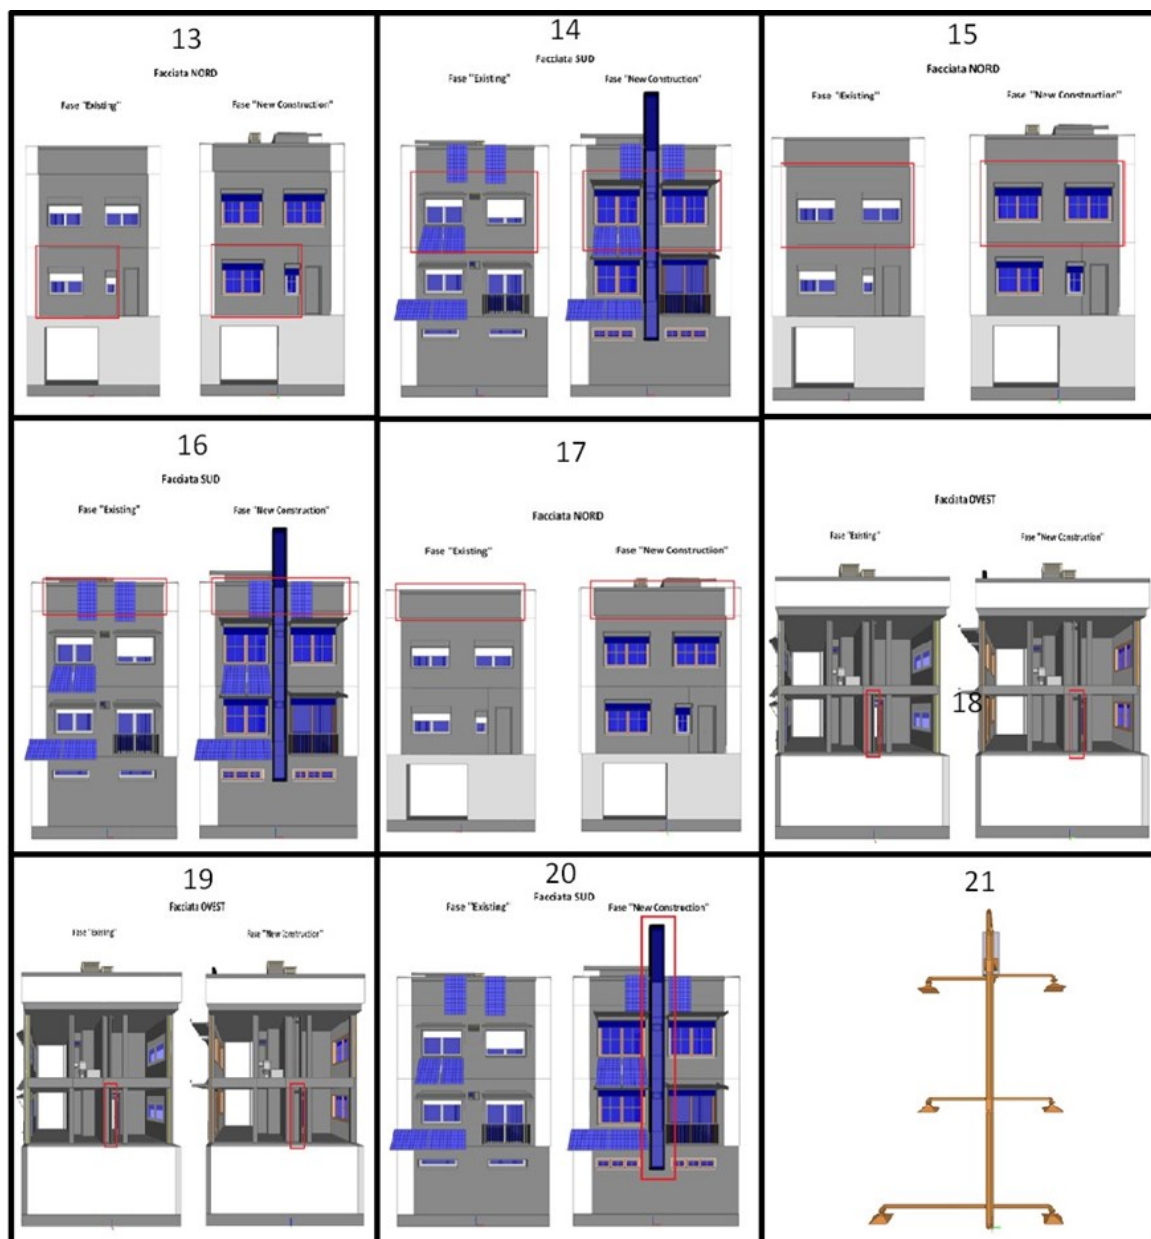 13
Facciata NORD
Fase "Existing"
Fase "New Construction"
14
Facciata SUD
Fase "Existing"
Fase "New Construction"
15
Facciata NORD
Fase "Existing"
Fase "New Construction"
16
Facciata SUD
Fase "Existing"
Fase "New Construction"
17
Facciata NORD
Fase "Existing"
Fase "New Construction"
Facciata OVEST
Fase "Existing"
Fase "New Construction"
18
19
Facciata OVEST
Fase "Existing"
Fase "New Construction"
20
Facciata SUD
Fase "Existing"
Fase "New Construction"
21